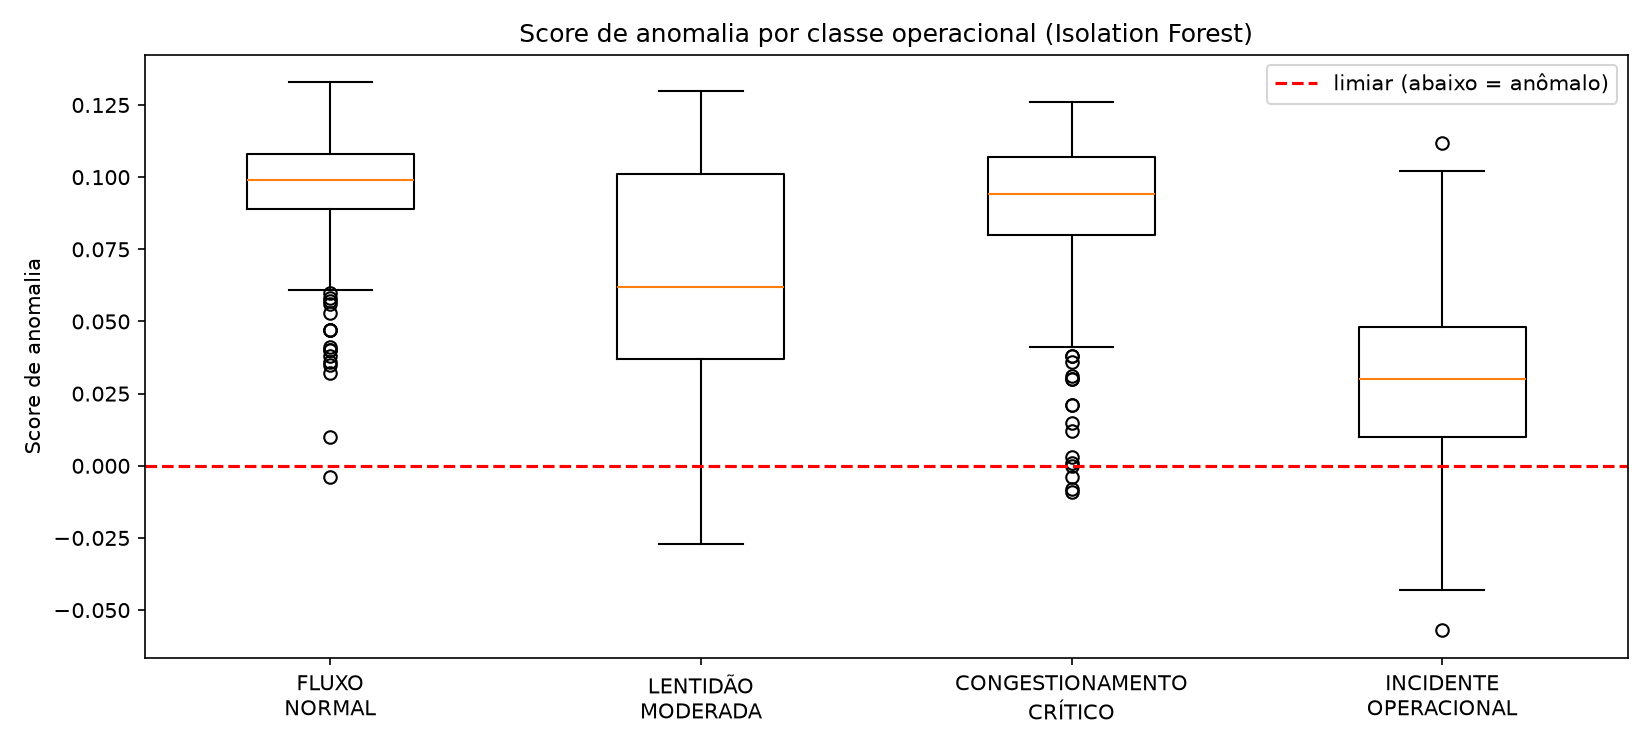 Score de anomalia por classe operacional (Isolation Forest)
limiar (abaixo = anômalo)
Score de anomalia
0.125
0.100
0.075
0.050
0.025
0.000
−0.025
−0.050
FLUXO
NORMAL
LENTIDÃO
MODERADA
CONGESTIONAMENTO
CRÍTICO
INCIDENTE
OPERACIONAL